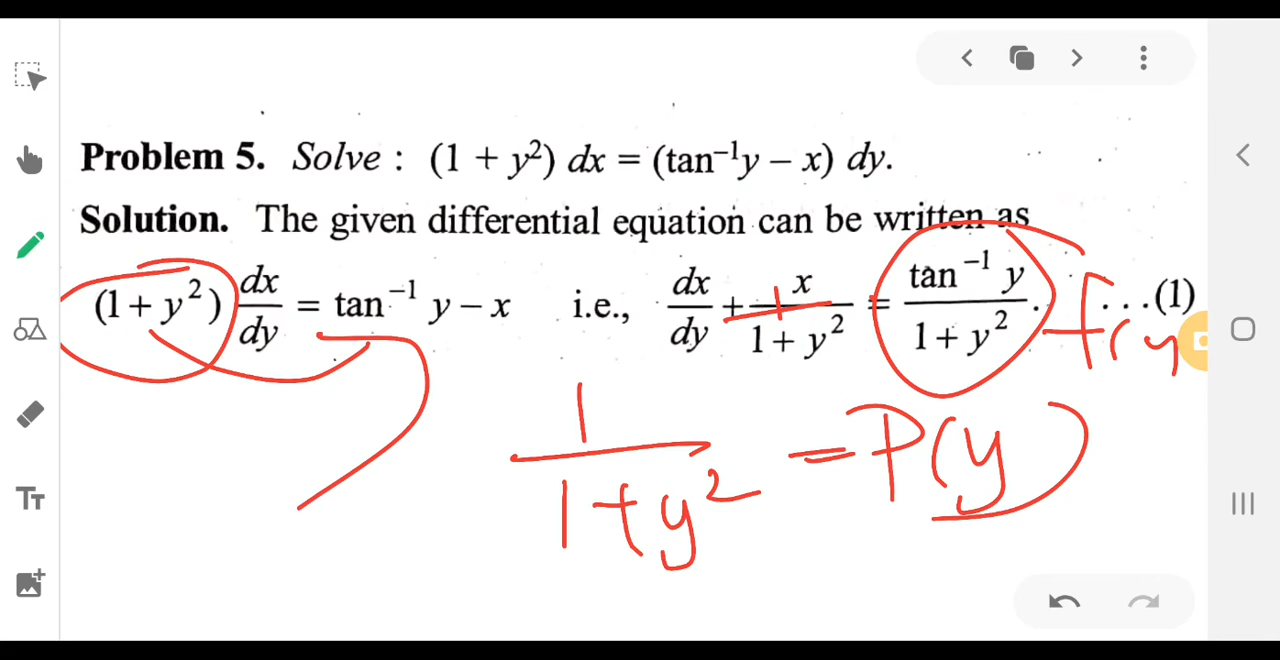 Problem 5. Solve : (1 + y²) dx = (tan⁻¹y – x) dy.
Solution. The given differential equation can be written as
(1 + y²) dx/dy = tan⁻¹ y – x i.e., dx/dy + x/(1 + y²) = tan⁻¹ y/(1 + y²). ...(1)
1/(1+y²) = P(y)
Tт